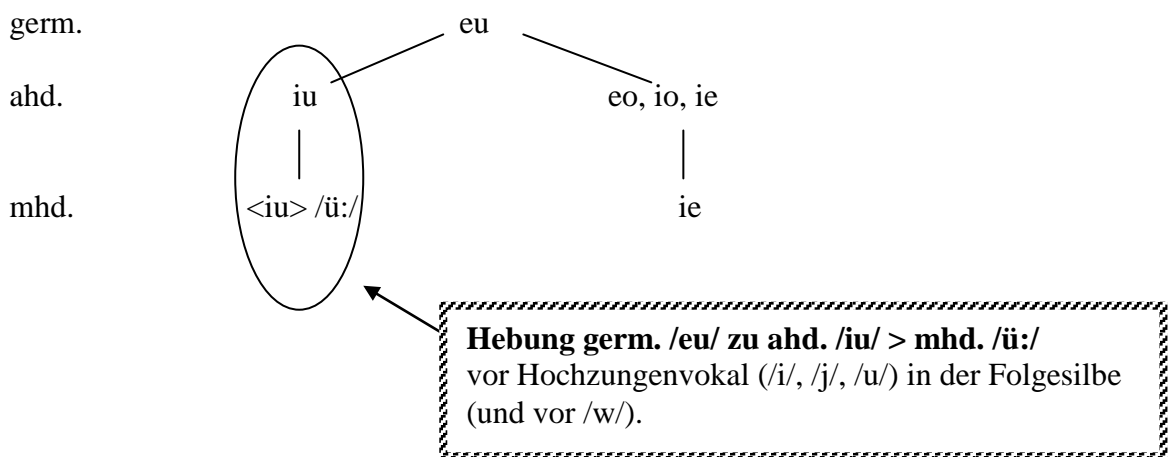 germ. eu
ahd. iu eo, io, ie
mhd. <iu> /ü:/ ie
Hebung germ. /eu/ zu ahd. /iu/ > mhd. /ü:/
vor Hochzungenvokal (/i/, /j/, /u/) in der Folgesilbe
(und vor /w/).